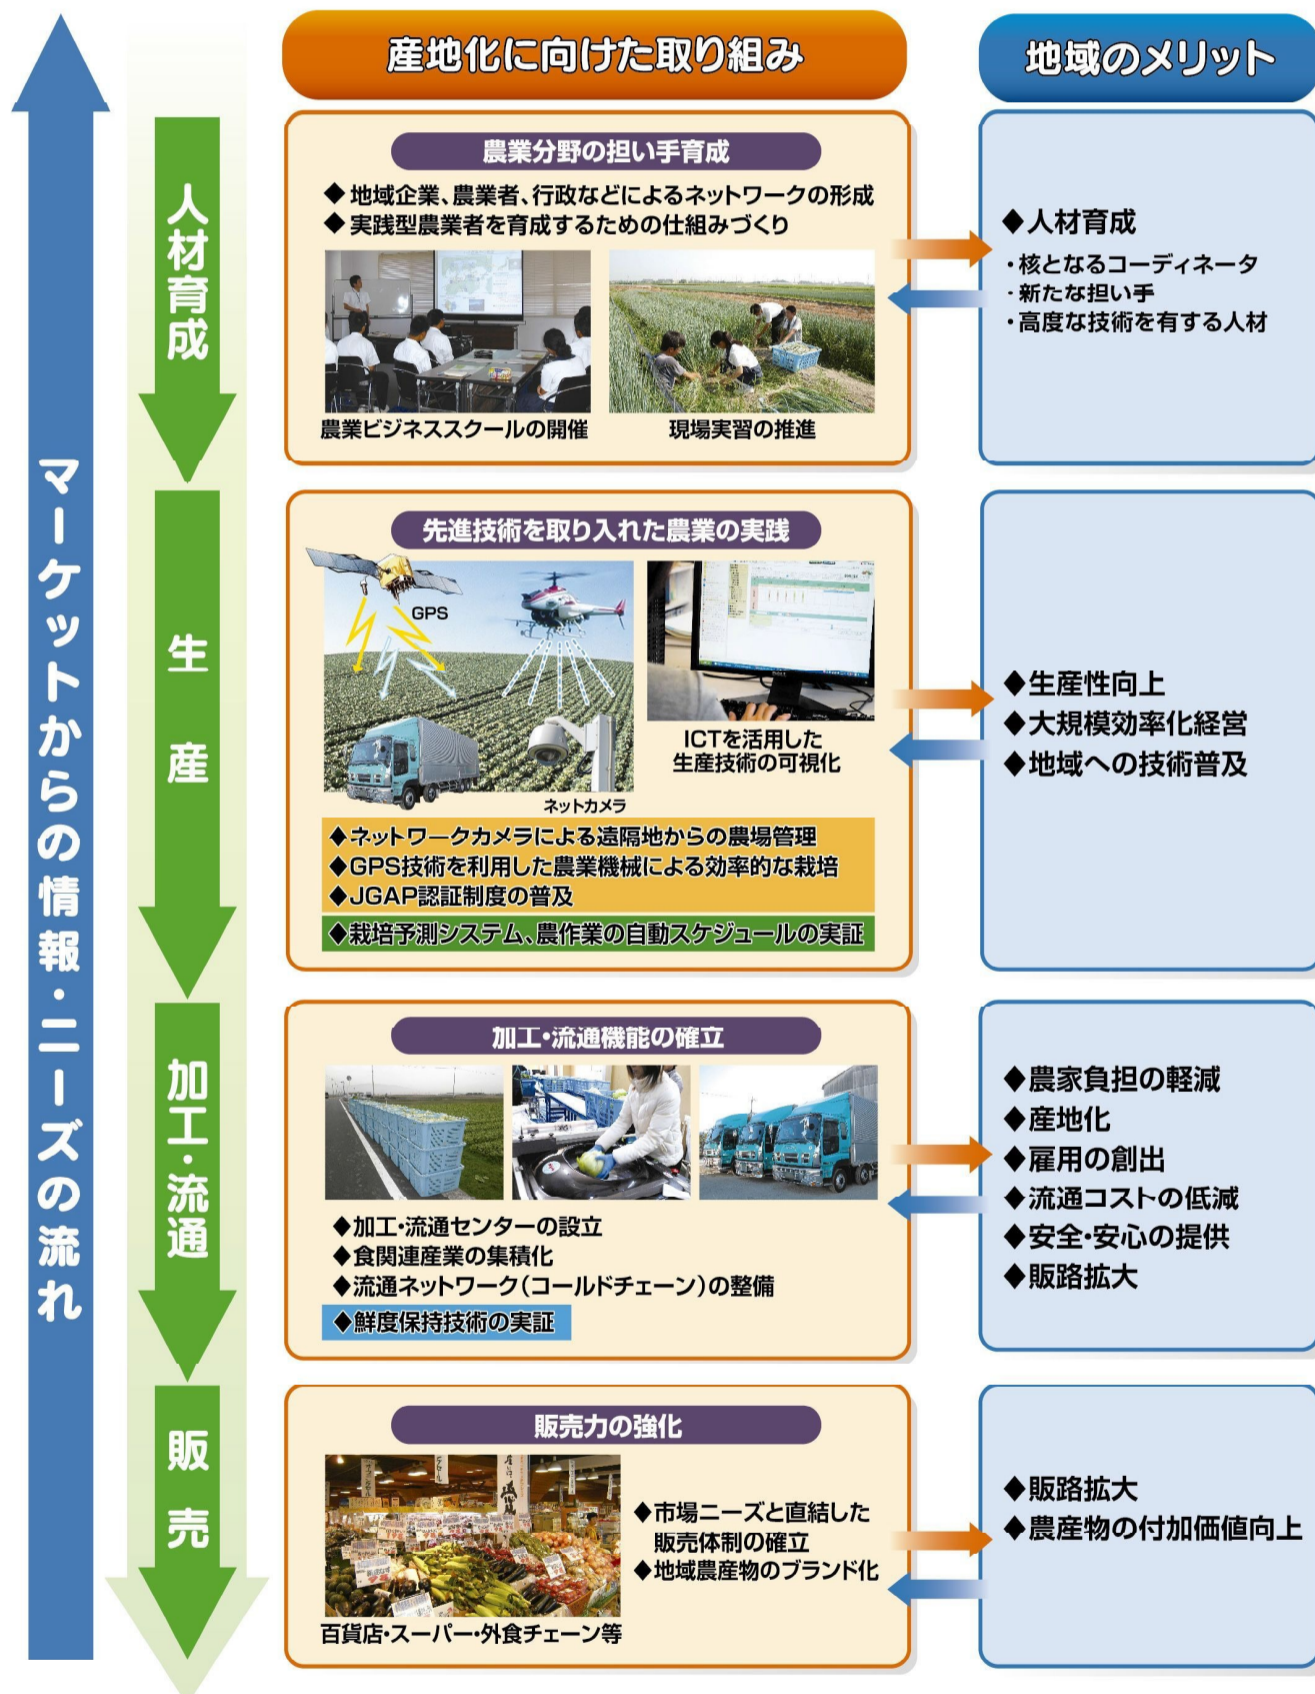 産地化に向けた取り組み
地域のメリット
マーケットからの情報・ニーズの流れ
人材育成
農業分野の担い手育成
◆地域企業、農業者、行政などによるネットワークの形成
◆実践型農業者を育成するための仕組みづくり
農業ビジネススクールの開催
現場実習の推進
◆人材育成
・核となるコーディネータ
・新たな担い手
・高度な技術を有する人材
生産
先進技術を取り入れた農業の実践
GPS
ネットカメラ
ICTを活用した
生産技術の可視化
◆ネットワークカメラによる遠隔地からの農場管理
◆GPS技術を利用した農業機械による効率的な栽培
◆JGAP認証制度の普及
◆栽培予測システム、農作業の自動スケジュールの実証
◆生産性向上
◆大規模効率化経営
◆地域への技術普及
加工・流通
加工・流通機能の確立
◆加工・流通センターの設立
◆食関連産業の集積化
◆流通ネットワーク(コールドチェーン)の整備
◆鮮度保持技術の実証
◆農家負担の軽減
◆産地化
◆雇用の創出
◆流通コストの低減
◆安全・安心の提供
◆販路拡大
販売
販売力の強化
◆市場ニーズと直結した
販売体制の確立
◆地域農産物のブランド化
百貨店・スーパー・外食チェーン等
◆販路拡大
◆農産物の付加価値向上